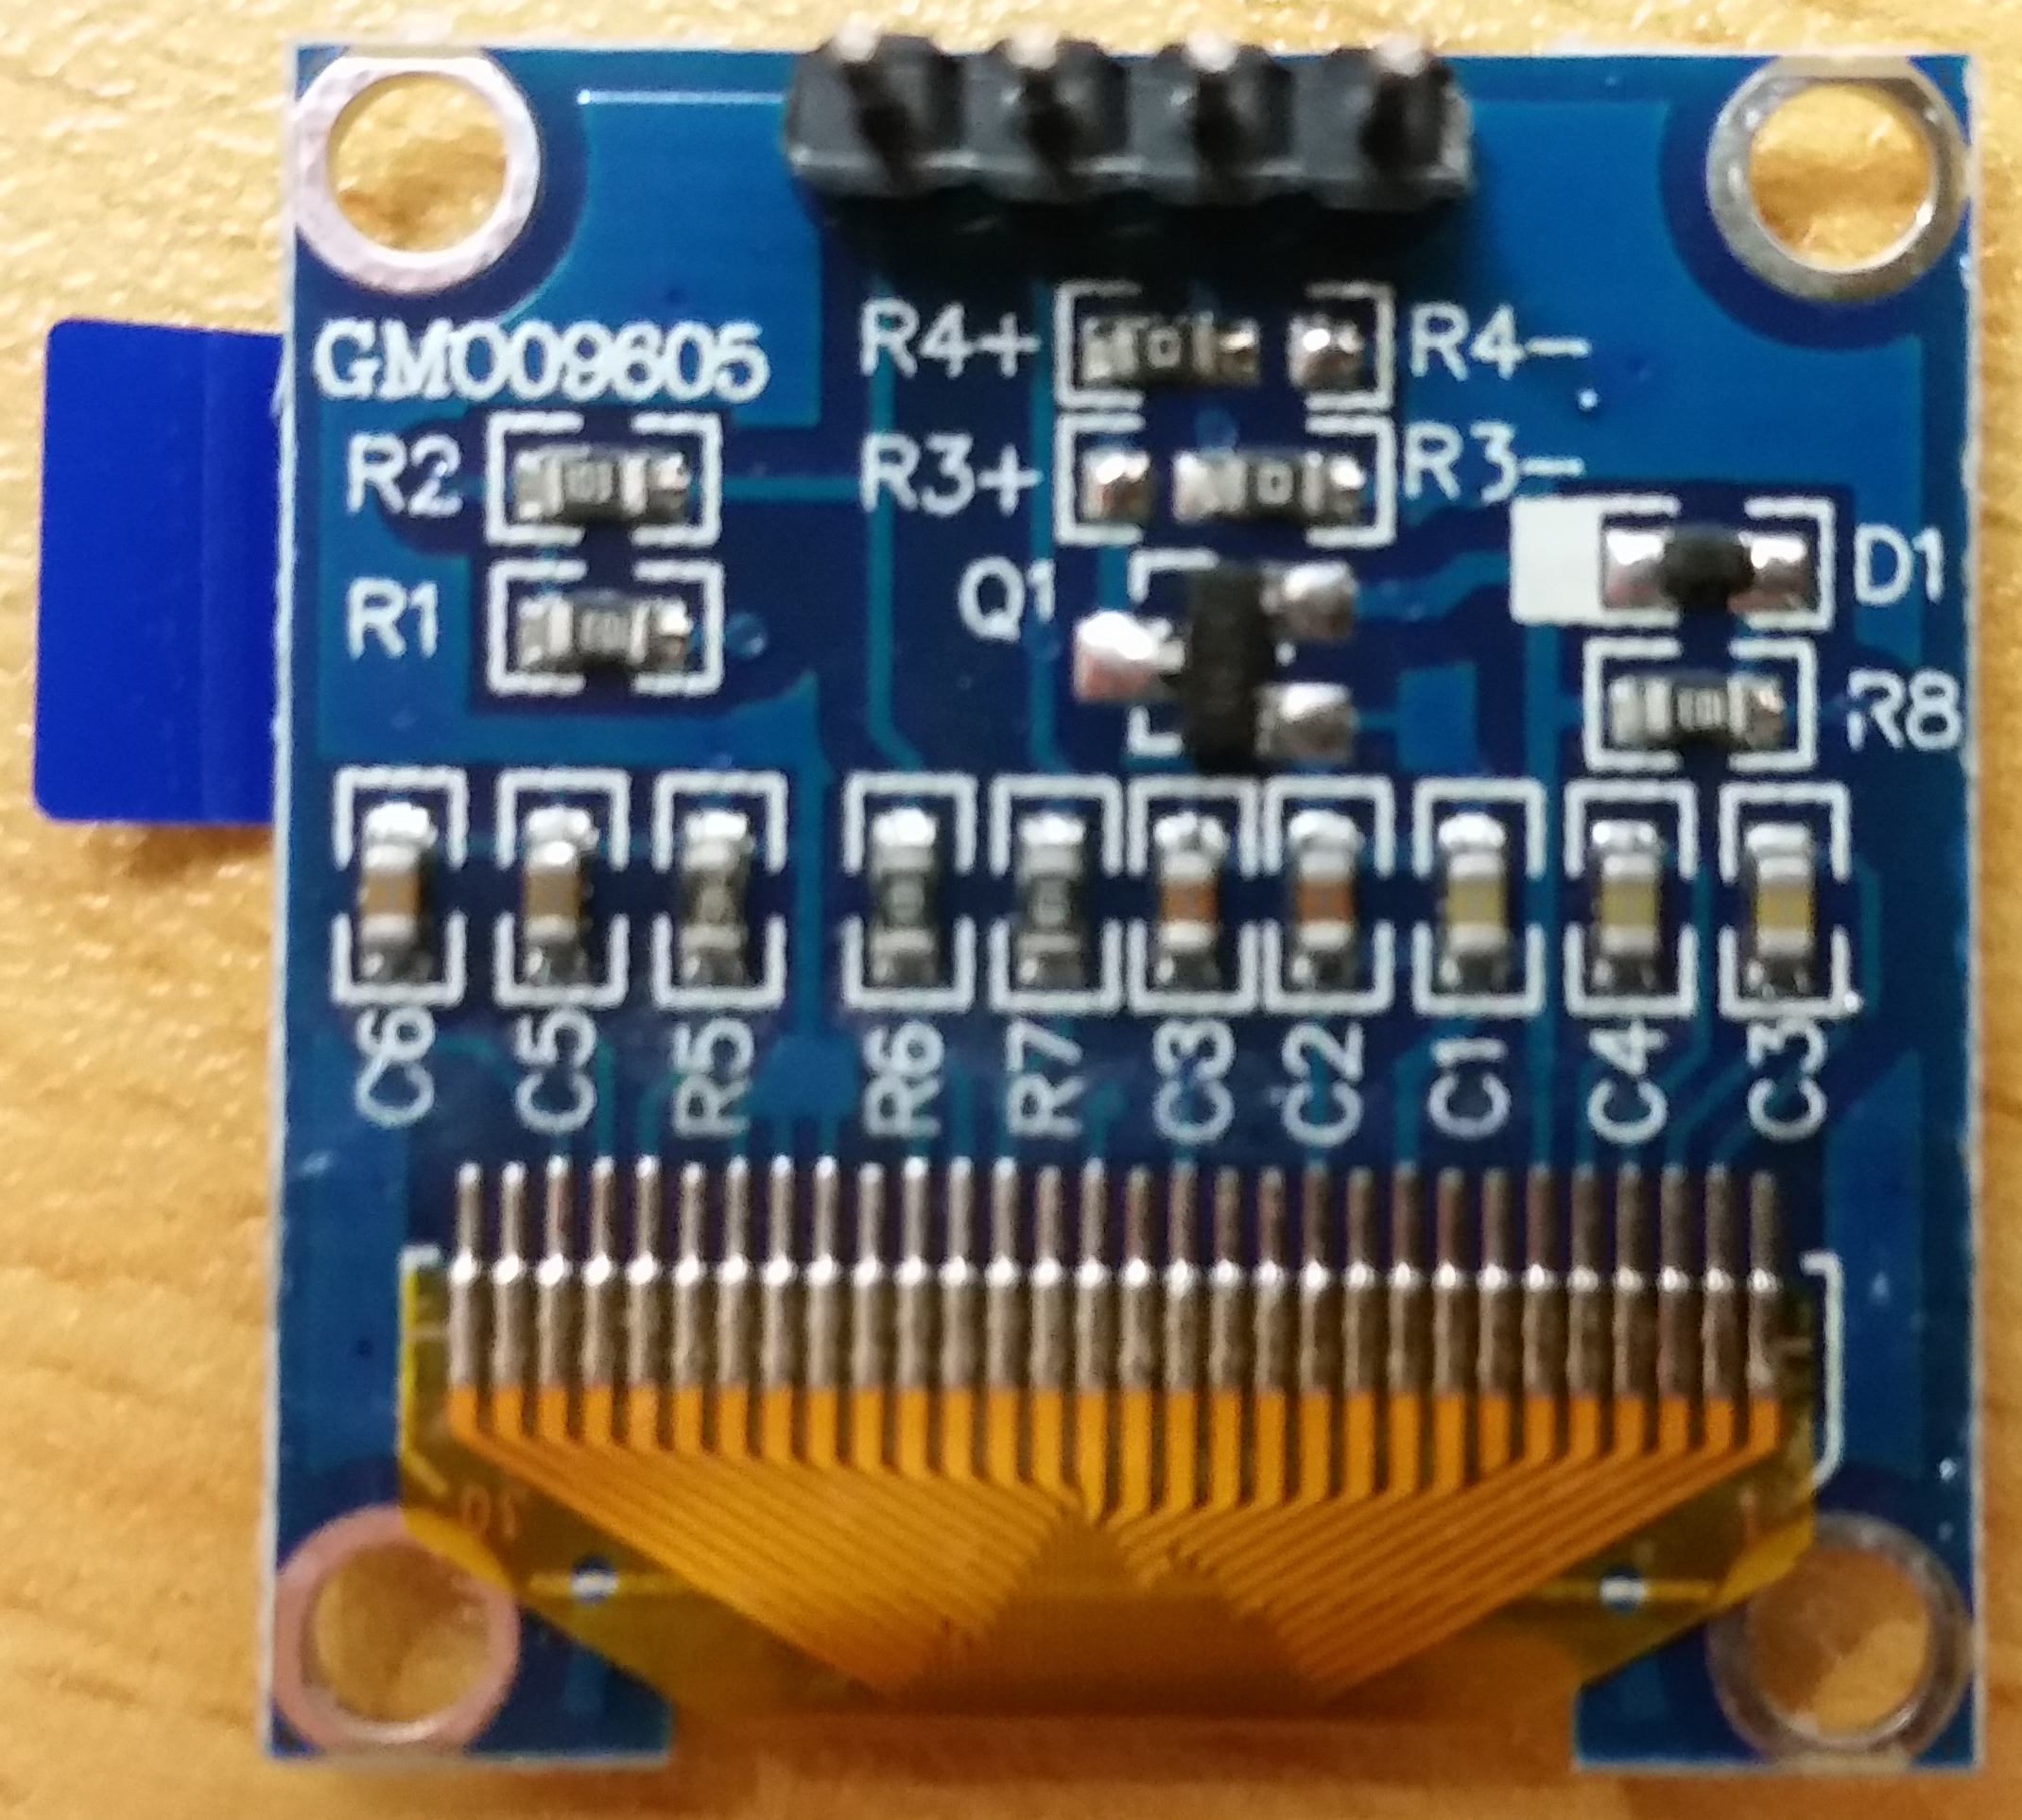 GMO09605
R4+ R4-
R2 R3+ R3-
Q1 D1
R1
R8
C6 C5 R5 R6 R7 C3 C2 C1 C4 C3